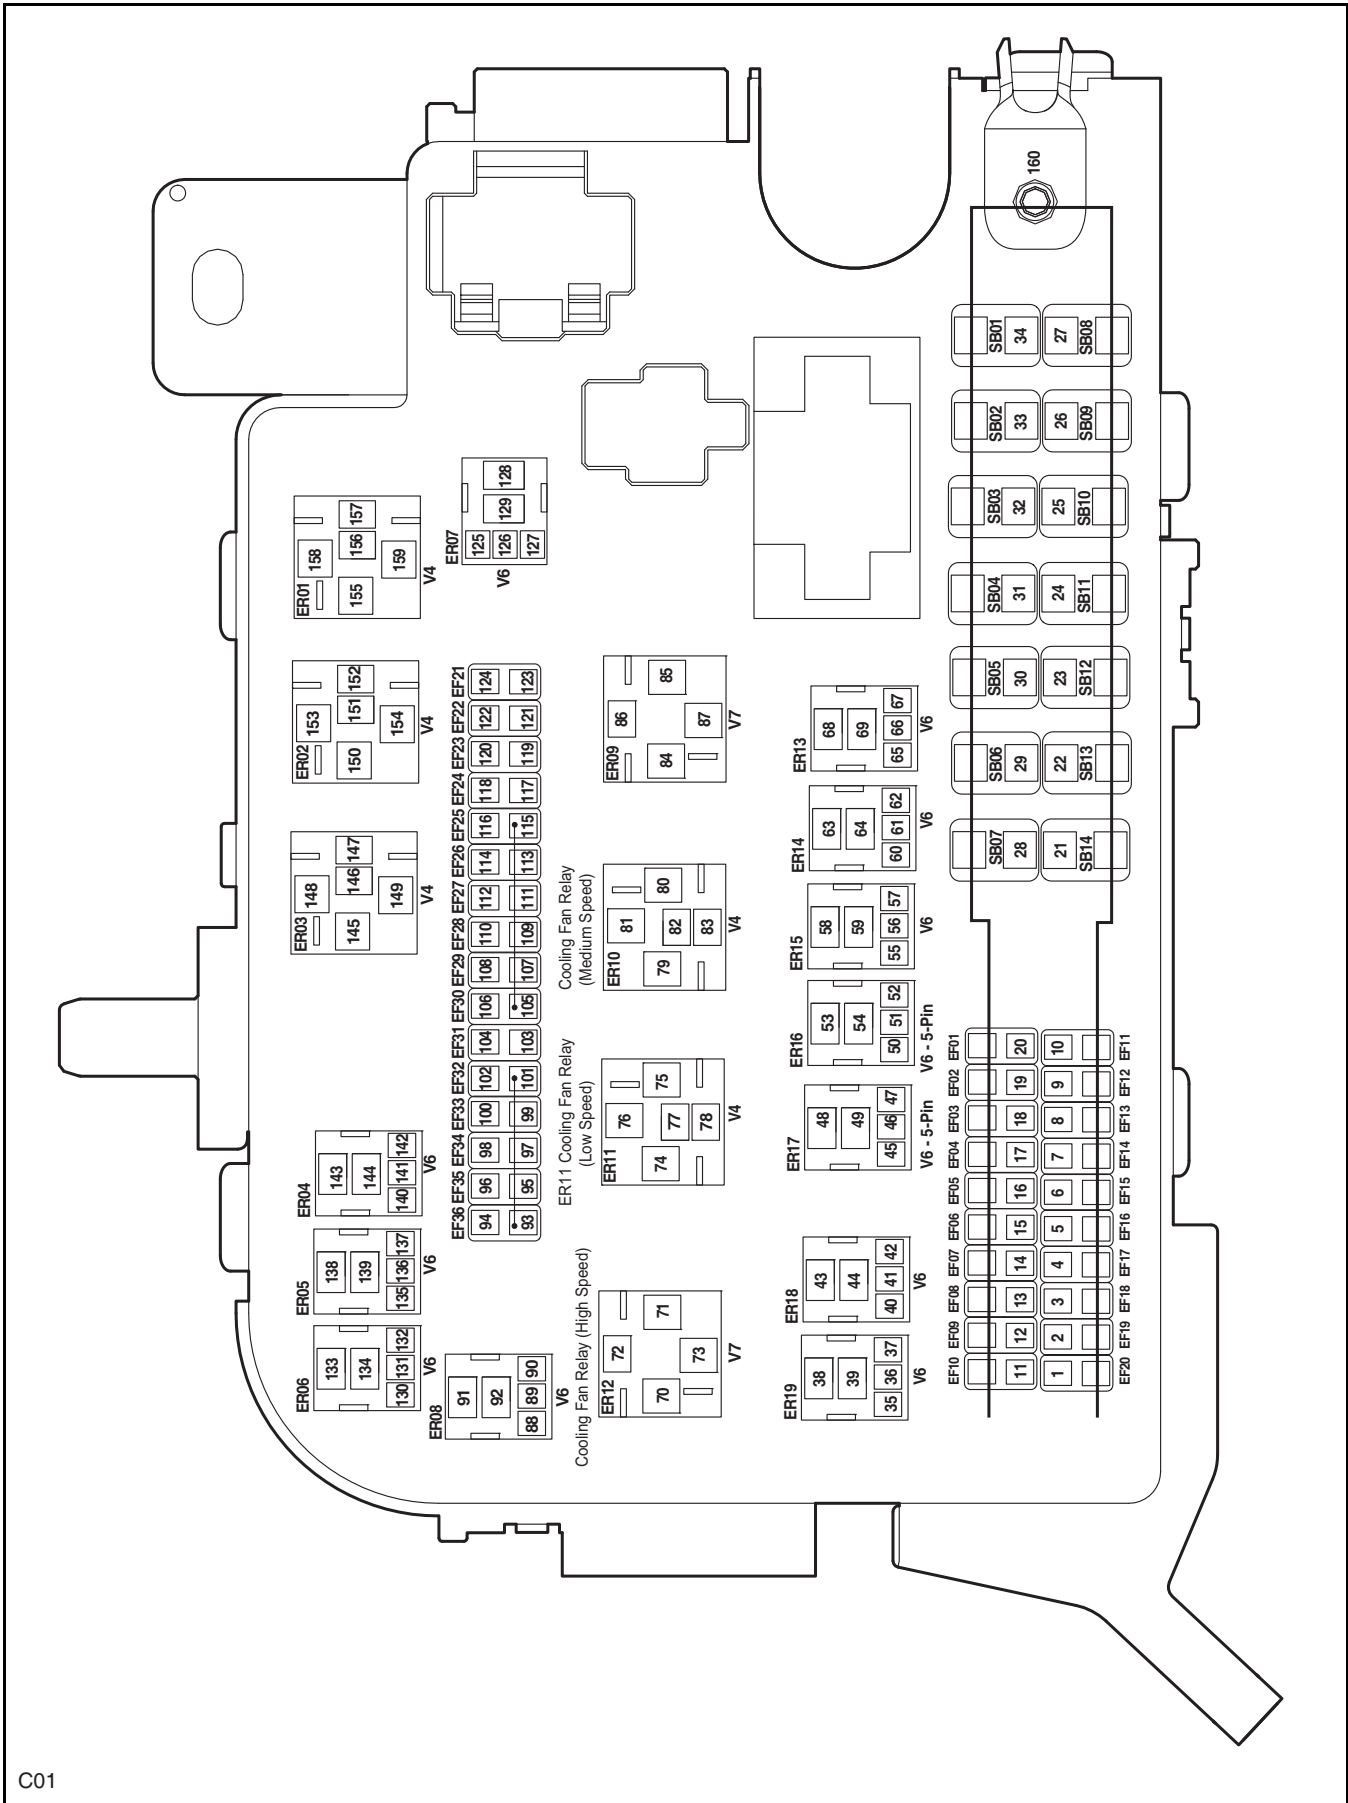 160
SB01
34
27
SB08
SB02
33
26
SB09
SB03
32
25
SB10
SB04
31
24
SB11
SB05
30
23
SB12
SB06
29
22
SB13
SB07
28
21
SB14
ER01
158
157
156
155
159
V4
ER07
128
129
125
126
127
V6
ER02
153
152
151
150
154
V4
ER03
148
147
146
145
149
V4
EF21
124
123
EF22
122
121
EF23
120
119
EF24
118
117
EF25
116
115
EF26
114
113
EF27
112
111
EF28
110
109
EF29
108
107
EF30
106
105
EF31
104
103
EF32
102
101
EF33
100
99
EF34
98
97
EF35
96
95
EF36
94
93
ER09
86
85
84
87
V7
Cooling Fan Relay
(Medium Speed)
ER10
81
80
82
83
79
V4
ER11 Cooling Fan Relay
(Low Speed)
ER11
76
75
77
78
74
V4
Cooling Fan Relay (High Speed)
ER12
72
71
70
73
V7
ER13
68
69
67
66
65
V6
ER14
63
64
62
61
60
V6
ER15
58
59
57
56
55
V6
ER16
53
54
52
51
50
V6 - 5-Pin
ER17
48
49
47
46
45
V6 - 5-Pin
ER18
43
44
42
41
40
V6
ER19
38
39
37
36
35
V6
ER04
143
144
142
141
140
V6
ER05
138
139
137
136
135
V6
ER06
133
134
132
131
130
V6
ER08
91
92
90
89
88
V6
EF01
20
10
EF11
EF02
19
9
EF12
EF03
18
8
EF13
EF04
17
7
EF14
EF05
16
6
EF15
EF06
15
5
EF16
EF07
14
4
EF17
EF08
13
3
EF18
EF09
12
2
EF19
EF10
11
1
EF20
C01